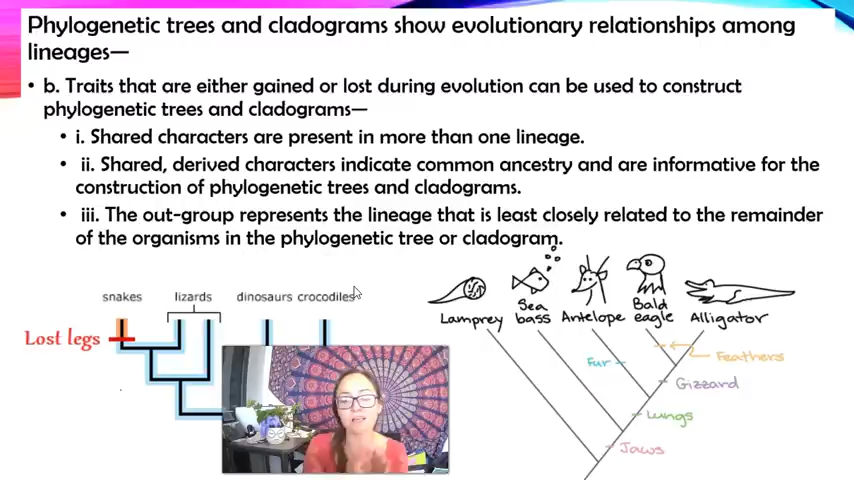 Phylogenetic trees and cladograms show evolutionary relationships among
lineages—
• b. Traits that are either gained or lost during evolution can be used to construct
phylogenetic trees and cladograms—
• i. Shared characters are present in more than one lineage.
• ii. Shared, derived characters indicate common ancestry and are informative for the
construction of phylogenetic trees and cladograms.
• iii. The out-group represents the lineage that is least closely related to the remainder
of the organisms in the phylogenetic tree or cladogram.
snakes lizards dinosaurs crocodiles
Lost legs
Lamprey Sea bass Antelope Bald eagle Alligator
Feathers
Fur
Gizzard
Lungs
Jaws